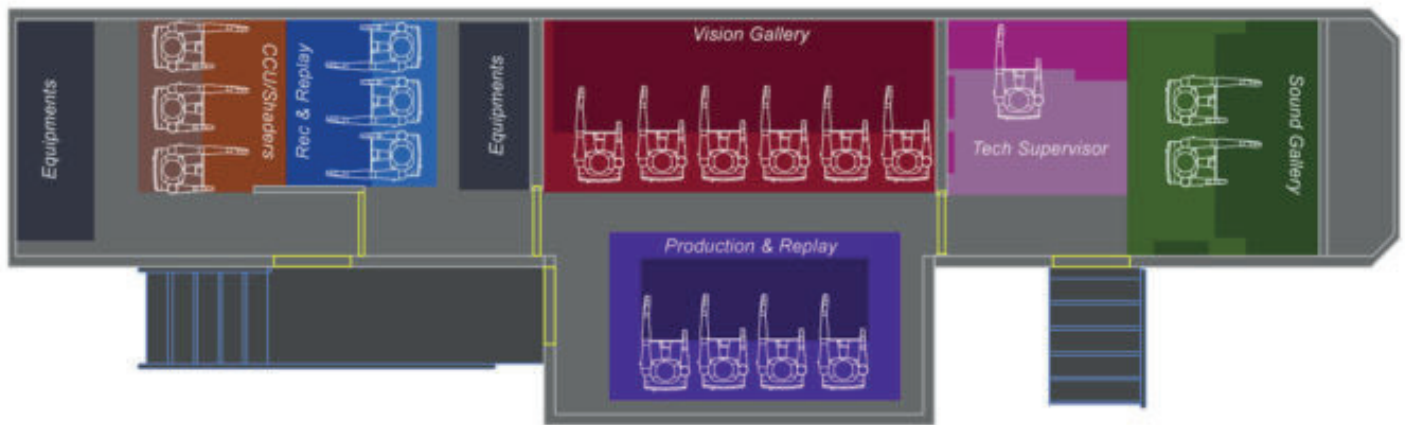 Equipments
CCU/Shaders
Rec & Replay
Equipments
Vision Gallery
Tech Supervisor
Sound Gallery
Production & Replay